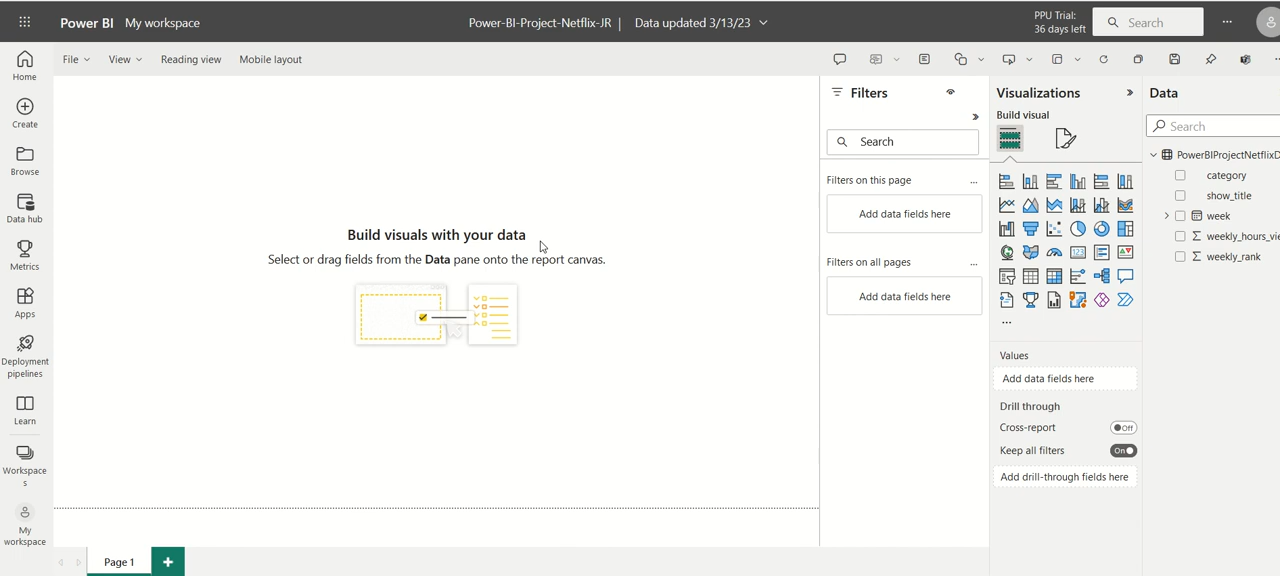 Power BI My workspace
Power-BI-Project-Netflix-JR | Data updated 3/13/23
PPU Trial:
36 days left
Search
File
View
Reading view
Mobile layout
Home
Create
Browse
Data hub
Metrics
Apps
Deployment
pipelines
Learn
Workspace
s
My
workspace
Build visuals with your data
Select or drag fields from the Data pane onto the report canvas.
Filters
Search
Filters on this page
...
Add data fields here
Filters on all pages
...
Add data fields here
Visualizations
Build visual
123
...
Values
Add data fields here
Drill through
Cross-report
Off
Keep all filters
On
Add drill-through fields here
Data
Search
PowerBIProjectNetflixD
category
show_title
week
Σ weekly_hours_vie
Σ weekly_rank
Page 1
+